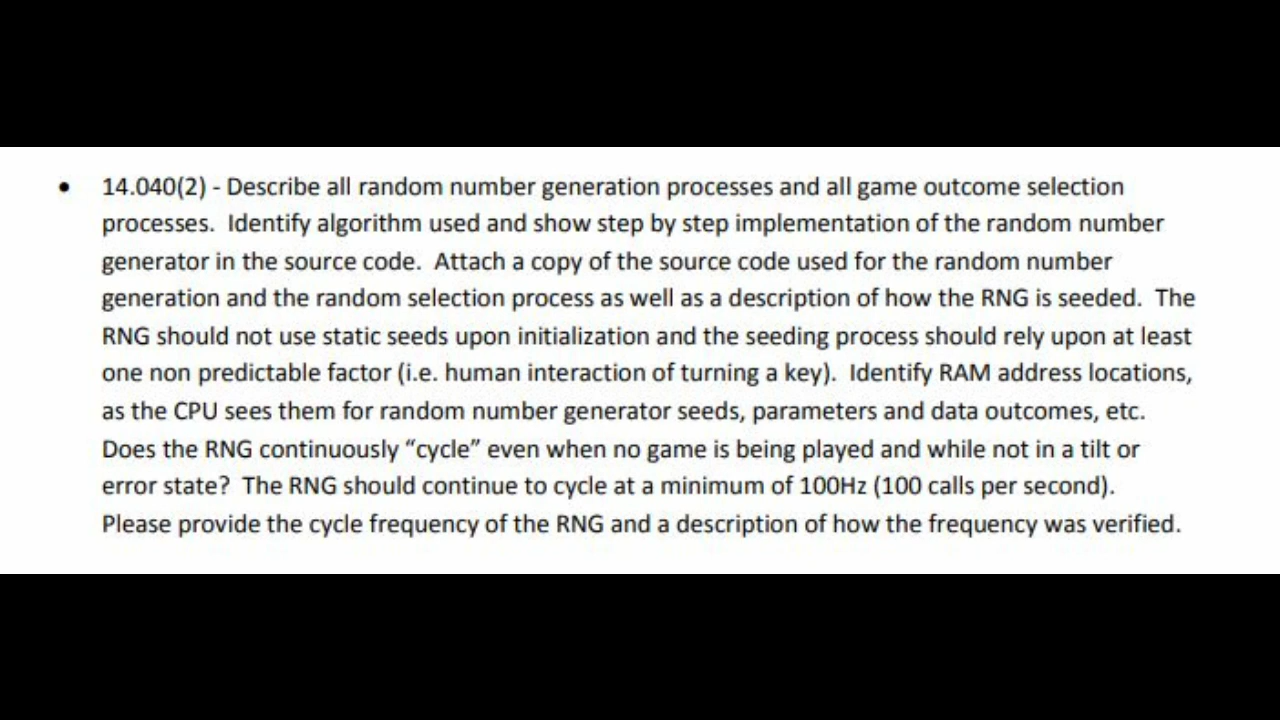 • 14.040(2) - Describe all random number generation processes and all game outcome selection
processes.  Identify algorithm used and show step by step implementation of the random number
generator in the source code.  Attach a copy of the source code used for the random number
generation and the random selection process as well as a description of how the RNG is seeded.  The
RNG should not use static seeds upon initialization and the seeding process should rely upon at least
one non predictable factor (i.e. human interaction of turning a key).  Identify RAM address locations,
as the CPU sees them for random number generator seeds, parameters and data outcomes, etc.
Does the RNG continuously “cycle” even when no game is being played and while not in a tilt or
error state?  The RNG should continue to cycle at a minimum of 100Hz (100 calls per second).
Please provide the cycle frequency of the RNG and a description of how the frequency was verified.